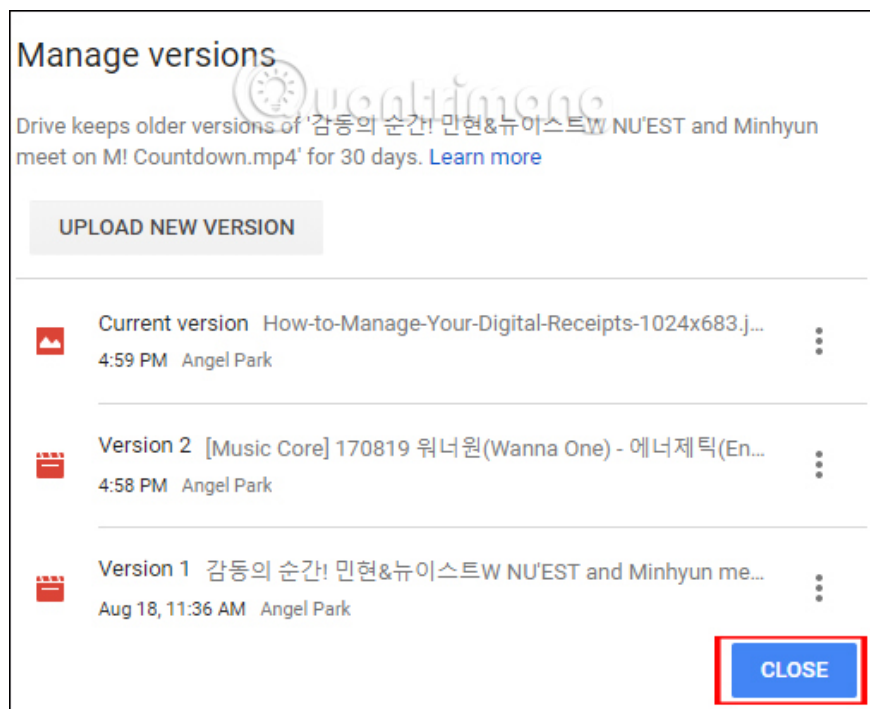 Manage versions
Quantrimang
Drive keeps older versions of '감동의 순간! 민현&뉴이스트W NU'EST and Minhyun
meet on M! Countdown.mp4' for 30 days. Learn more
UPLOAD NEW VERSION
Current version How-to-Manage-Your-Digital-Receipts-1024x683.j...
4:59 PM Angel Park
Version 2 [Music Core] 170819 워너원(Wanna One) - 에너제틱(En...
4:58 PM Angel Park
Version 1 감동의 순간! 민현&뉴이스트W NU'EST and Minhyun me...
Aug 18, 11:36 AM Angel Park
CLOSE